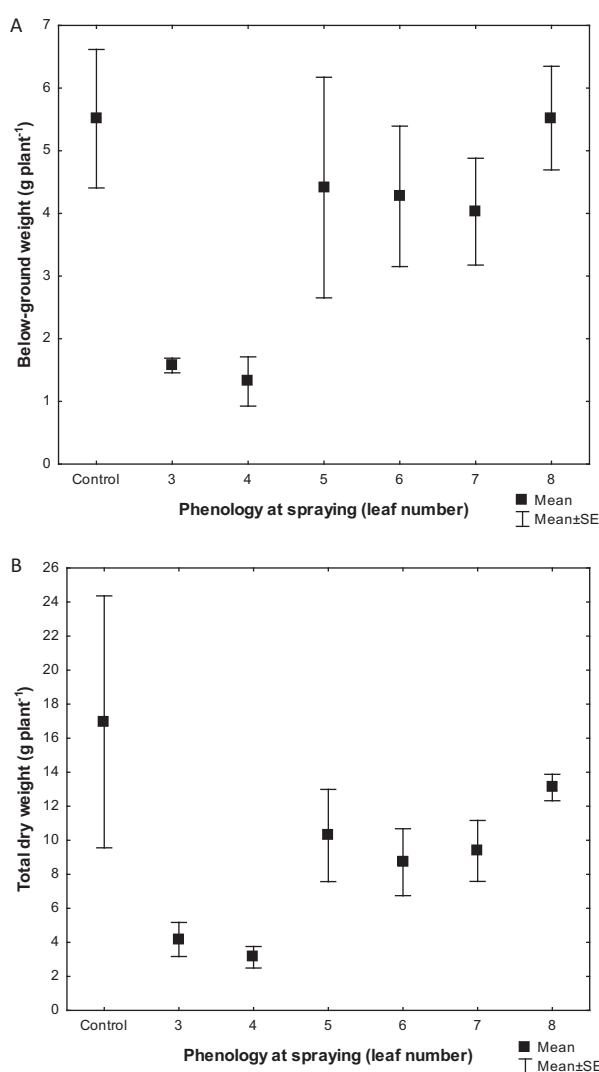 A
7
6
5
4
3
2
1
0
Below-ground weight (g plant⁻¹)
Control 3 4 5 6 7 8
Phenology at spraying (leaf number)
Mean
Mean±SE
B
26
24
22
20
18
16
14
12
10
8
6
4
2
0
Total dry weight (g plant⁻¹)
Control 3 4 5 6 7 8
Phenology at spraying (leaf number)
Mean
Mean±SE